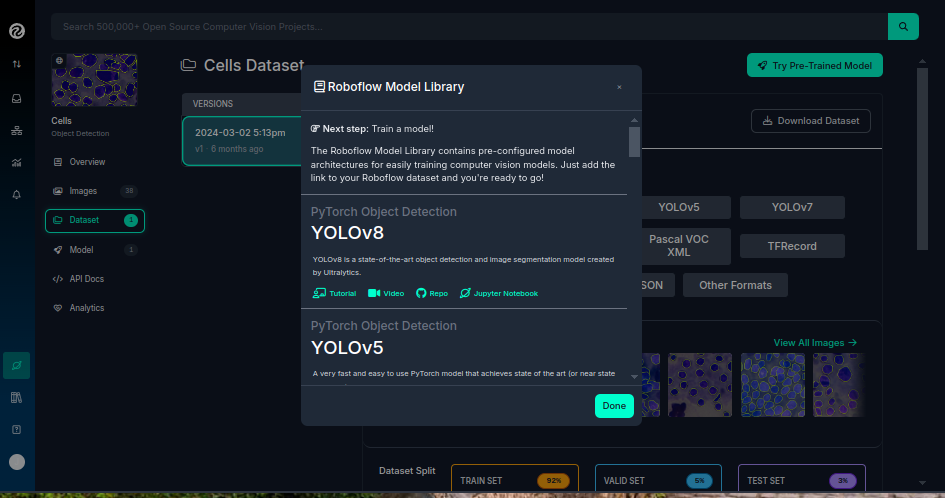 Search 500,000+ Open Source Computer Vision Projects...
Cells
Object Detection
Overview
Images
38
Dataset
1
Model
1
API Docs
Analytics
Cells Dataset
Try Pre-Trained Model
VERSIONS
2024-03-02 5:13pm
v1 · 6 months ago
Download Dataset
YOLOv5
YOLOv7
Pascal VOC
XML
TFRecord
SON
Other Formats
View All Images →
Dataset Split
TRAIN SET
92%
VALID SET
5%
TEST SET
3%
Roboflow Model Library
×
Next step: Train a model!
The Roboflow Model Library contains pre-configured model
architectures for easily training computer vision models. Just add the
link to your Roboflow dataset and you're ready to go!
PyTorch Object Detection
YOLOv8
YOLOv8 is a state-of-the-art object detection and image segmentation model created
by Ultralytics.
Tutorial
Video
Repo
Jupyter Notebook
PyTorch Object Detection
YOLOv5
A very fast and easy to use PyTorch model that achieves state of the art (or near state
Done